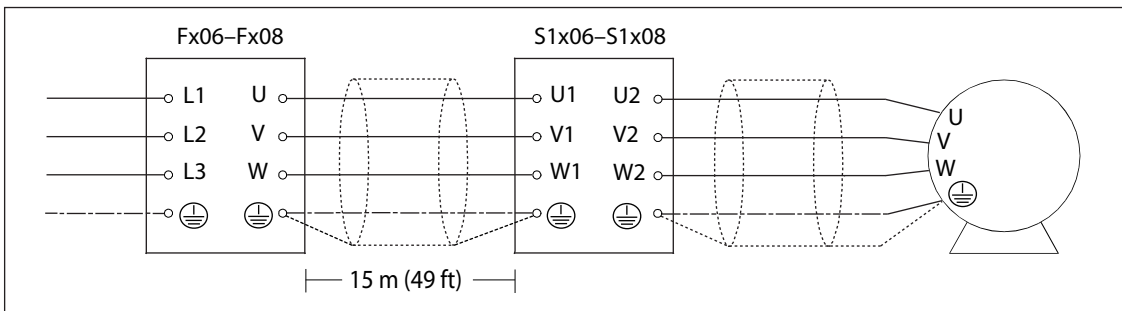 Fx06–Fx08 S1x06–S1x08
L1 U U1 U2 U
L2 V V1 V2 V
L3 W W1 W2 W
15 m (49 ft)